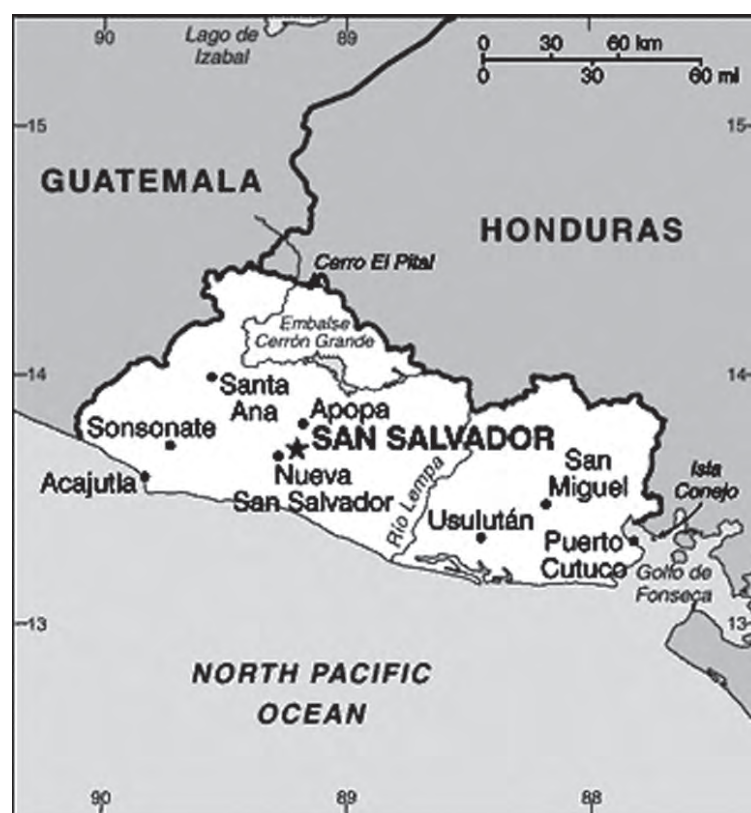 90
89
Lago de
Izabal
0 30 60 km
0 30 60 mi
15
15
GUATEMALA
HONDURAS
Cerro El Pital
Embalse
Cerrón Grande
14
14
Santa
Ana
Apopa
Sonsonate
SAN SALVADOR
San
Miguel
Isla
Conejo
Acajutla
Nueva
San Salvador
Río Lempa
Usulután
Puerto
Cutuco
Golfo de
Fonseca
13
13
NORTH PACIFIC
OCEAN
90
89
88